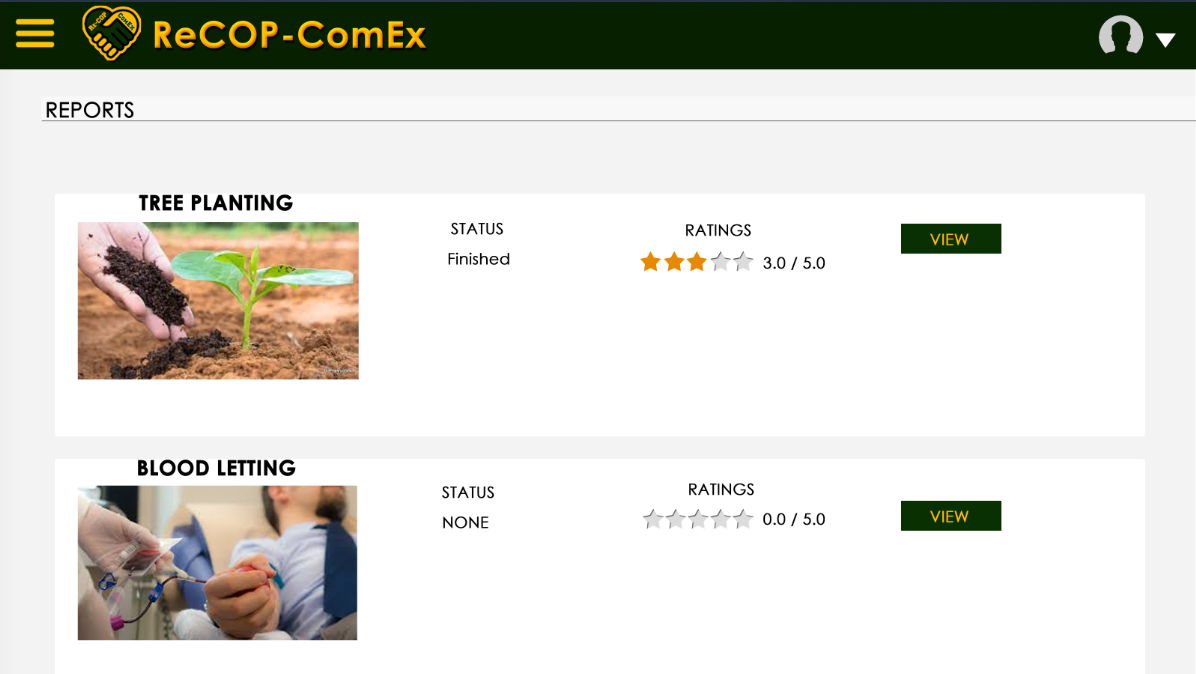 ReCOP-ComEx
REPORTS
TREE PLANTING
STATUS
Finished
RATINGS
3.0 / 5.0
VIEW
BLOOD LETTING
STATUS
NONE
RATINGS
0.0 / 5.0
VIEW